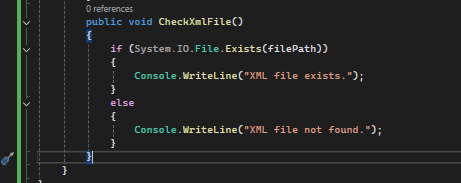 0 references
public void CheckXmlFile()
{
if (System.IO.File.Exists(filePath))
{
Console.WriteLine("XML file exists.");
}
else
{
Console.WriteLine("XML file not found.");
}
}
}